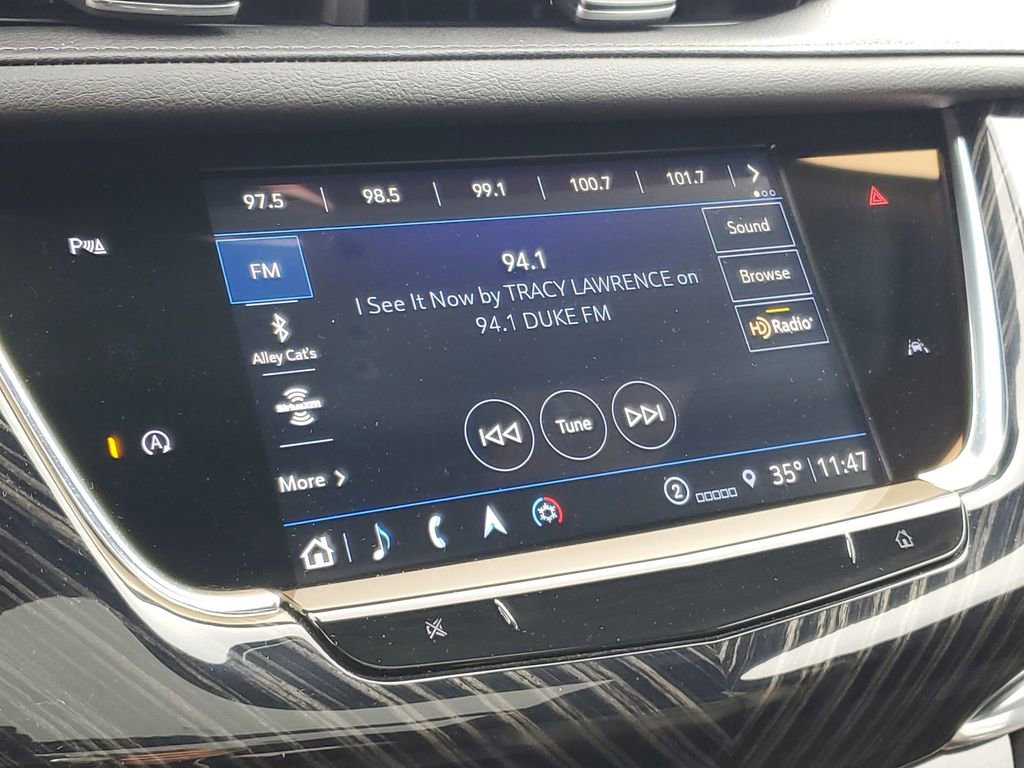 97.5 | 98.5 | 99.1 | 100.7 | 101.7 |
FM
94.1
I See It Now by TRACY LAWRENCE on
94.1 DUKE FM
Sound
Browse
HD Radio
Alley Cat's
siriusxm
Tune
More
2
35° | 11:47
P
A